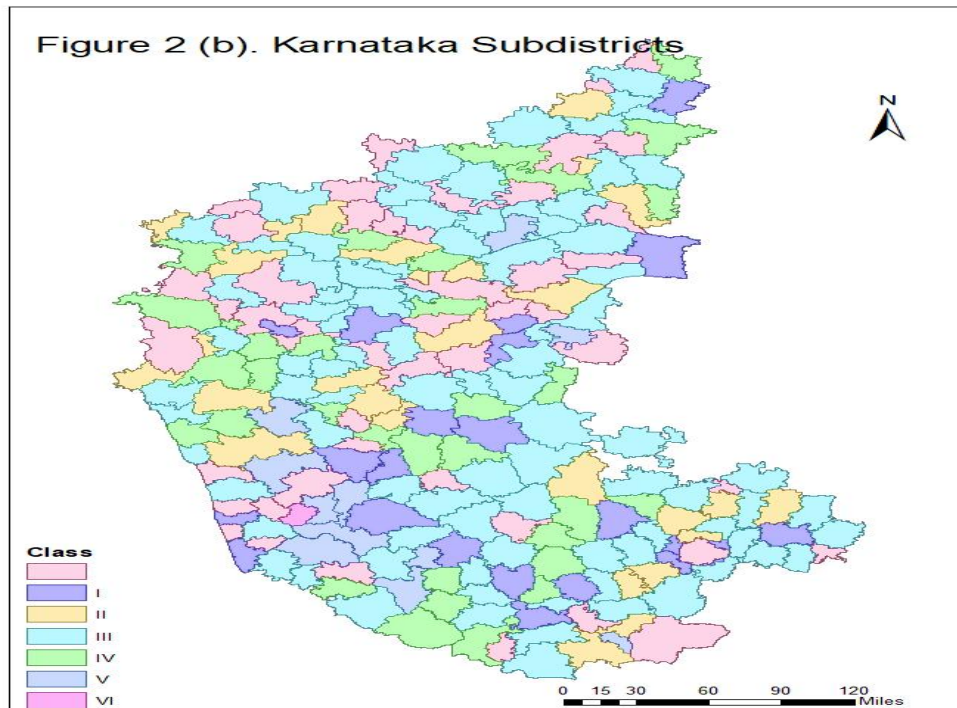 Figure 2 (b). Karnataka Subdistricts
N
Class
I
II
III
IV
V
VI
0 15 30 60 90 120
Miles